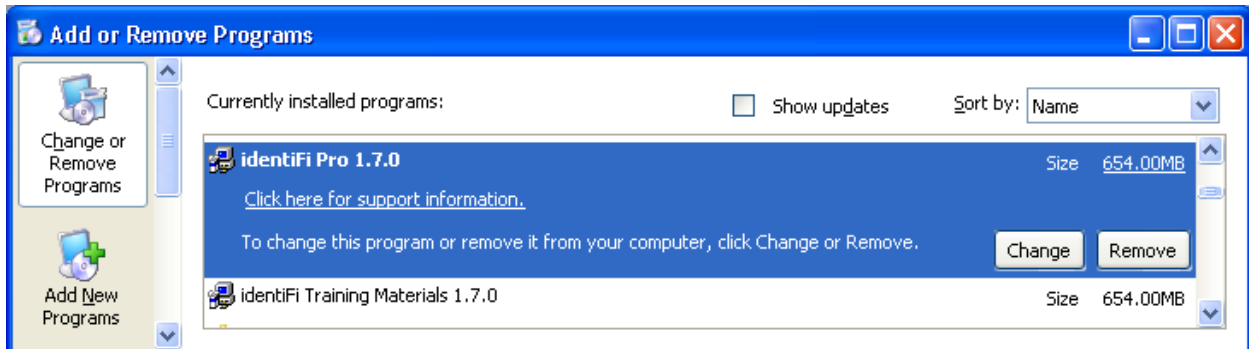 Add or Remove Programs
Change or
Remove
Programs
Add New
Programs
Currently installed programs:
Show updates
Sort by: Name
identiFi Pro 1.7.0
Size 654.00MB
Click here for support information.
To change this program or remove it from your computer, click Change or Remove.
Change
Remove
identiFi Training Materials 1.7.0
Size 654.00MB